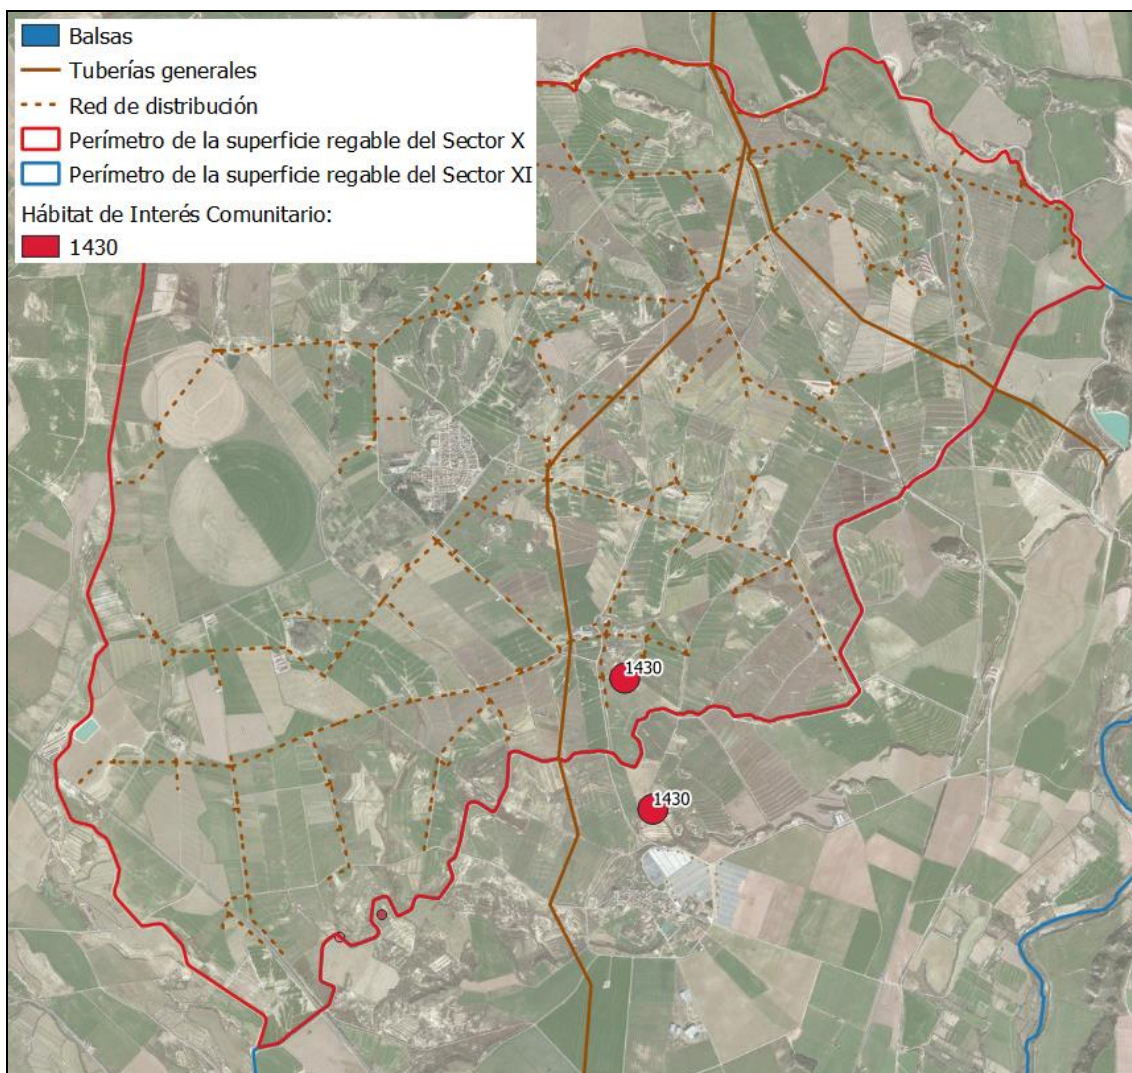 Balsas
Tuberías generales
Red de distribución
Perímetro de la superficie regable del Sector X
Perímetro de la superficie regable del Sector XI
Hábitat de Interés Comunitario:
1430
1430
1430